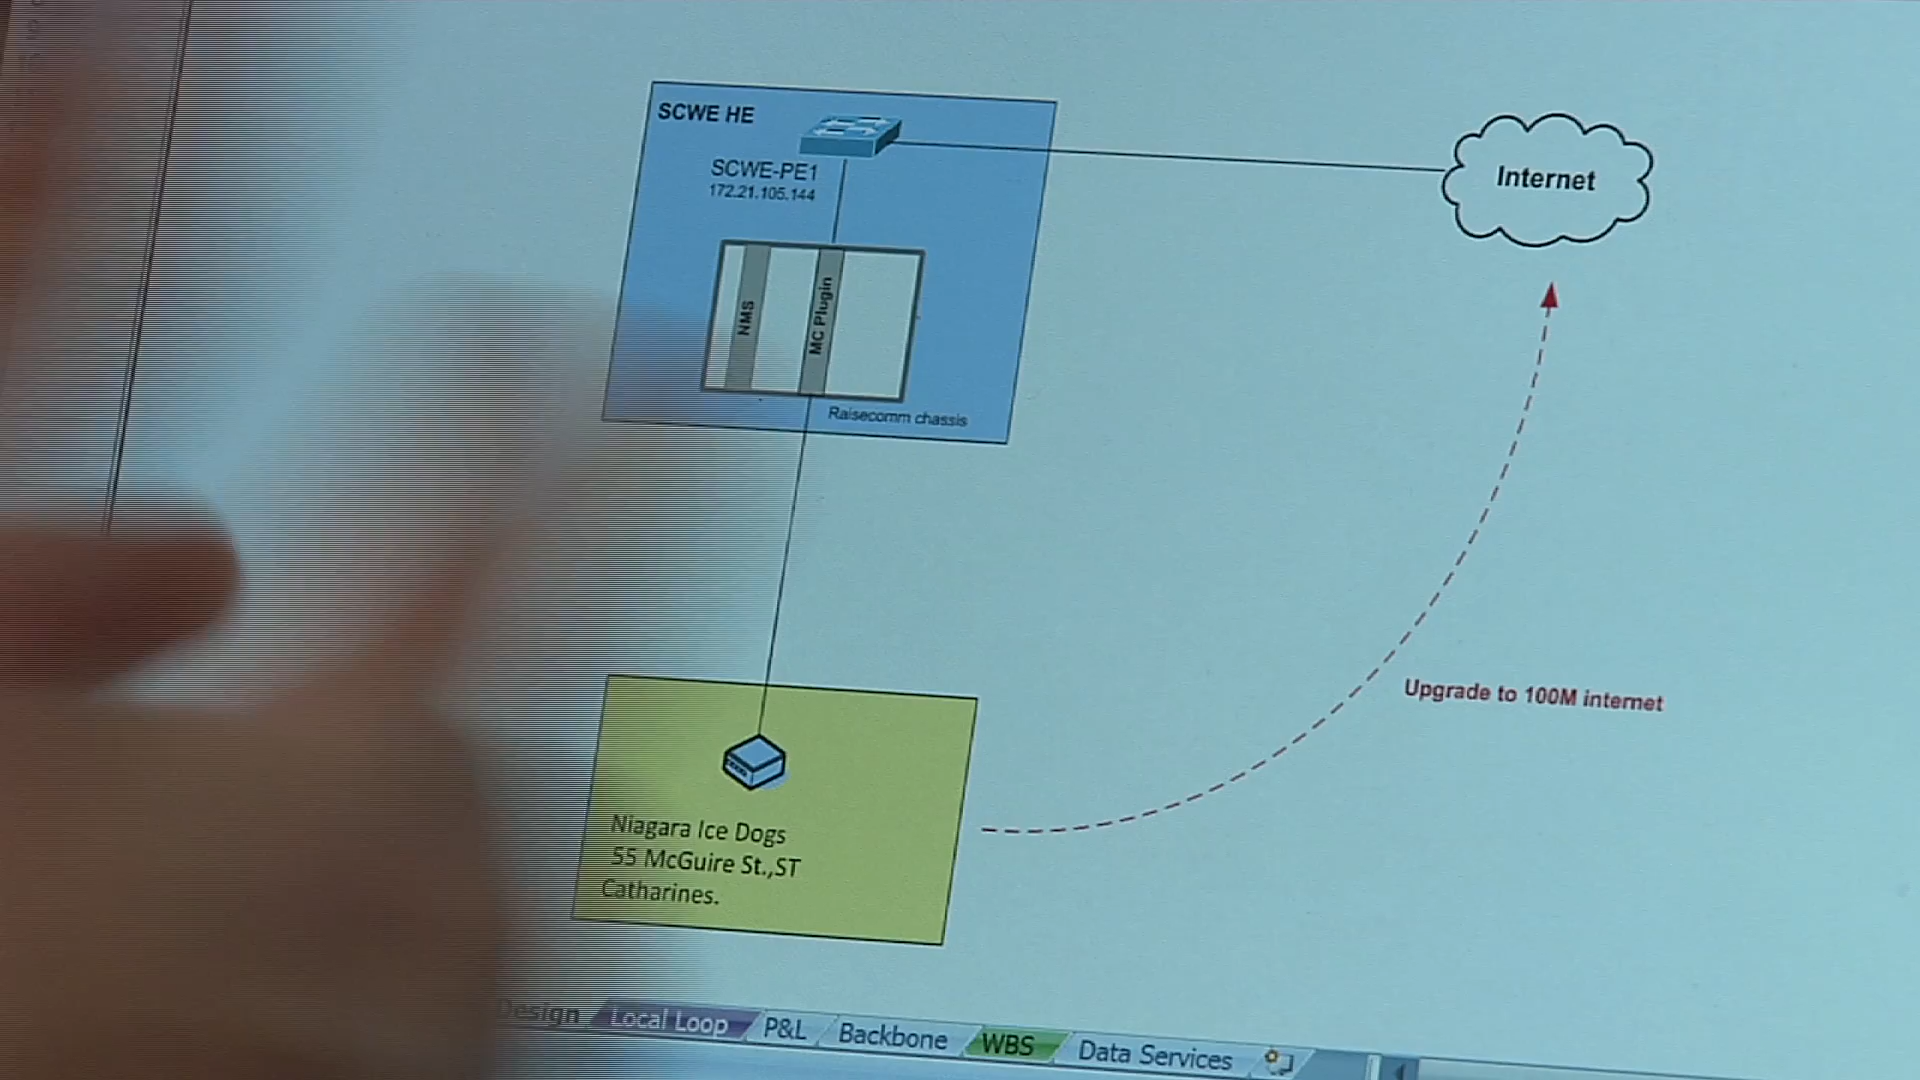 SCWE HE
SCWE-PE1
172.21.105.144
Internet
NMS
MC Plugin
Raisecomm chassis
Upgrade to 100M internet
Niagara Ice Dogs
55 McGuire St.,ST
Catharines.
Design
Local Loop
P&L
Backbone
WBS
Data Services